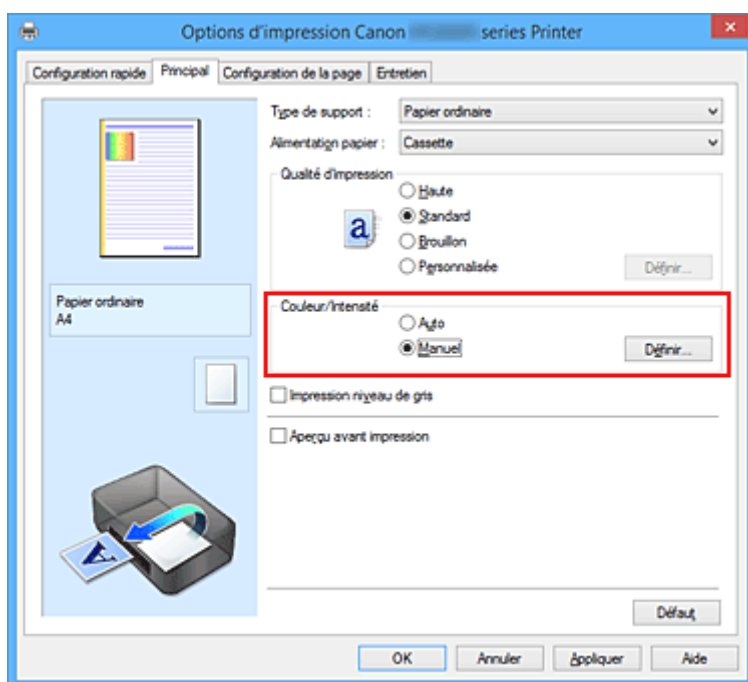 Options d'impression Canon series Printer
Configuration rapide Principal Configuration de la page Entretien
Type de support : Papier ordinaire
Alimentation papier : Cassette
Qualité d'impression
Haute
a Standard
Brouillon
Personnalisée Définir...
Papier ordinaire
A4
Couleur/Intensité
Auto
Manuel Définir...
Impression niveau de gris
Aperçu avant impression
A
Défaut
OK Annuler Appliquer Aide